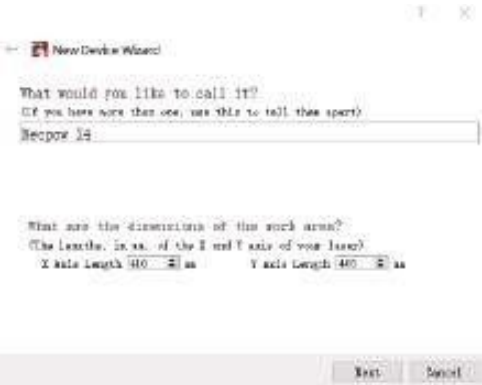 New Device Wizard
What would you like to call it?
(If you have more than one, use this to tell them apart)
What are the dimensions of the work area?
(The lengths, in mm, of the X and Y axis of your laser)
X Axis Length 410 mm Y axis Length 400 mm
Next Cancel